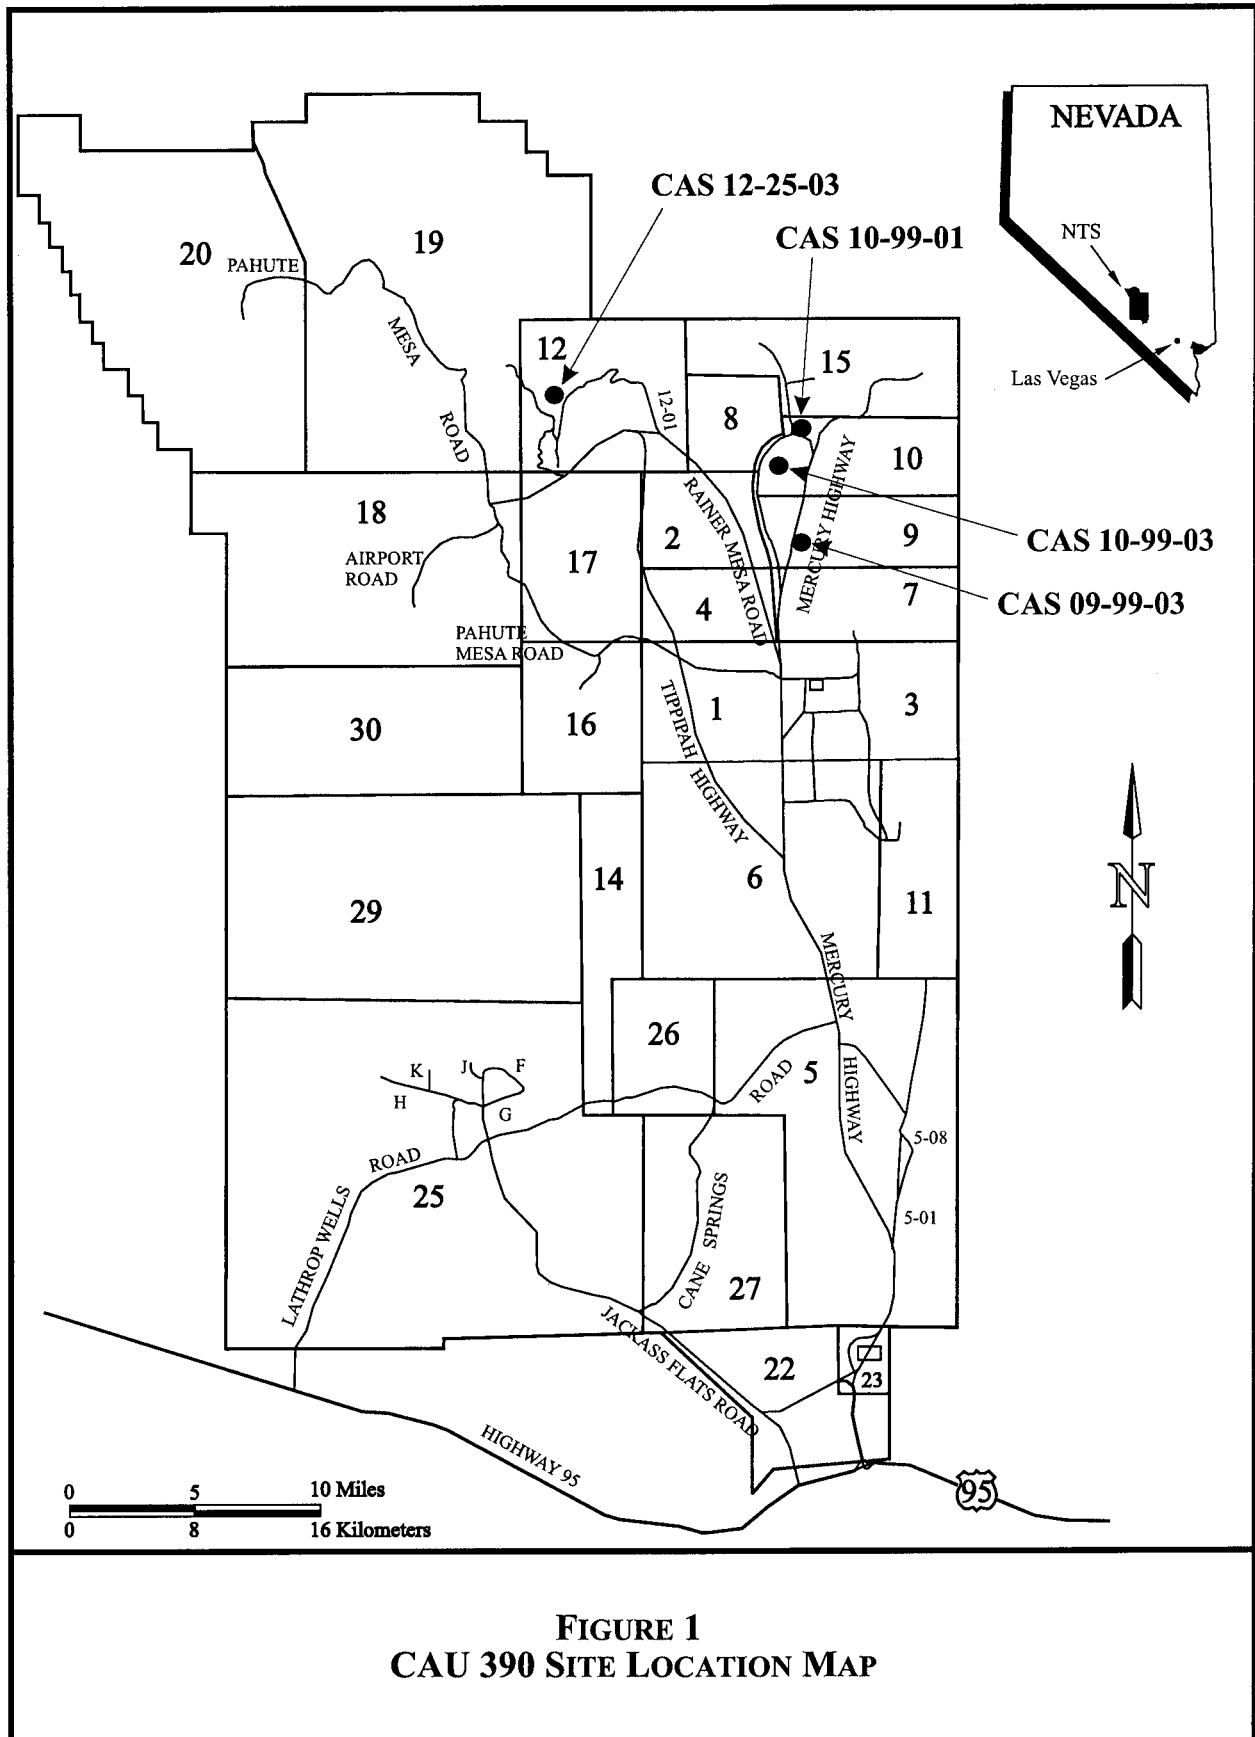 NEVADA
CAS 12-25-03
CAS 10-99-01
NTS
Las Vegas
20
19
PAHUTE
MESA
ROAD
12
15
12-01
8
10
18
AIRPORT
ROAD
17
2
RAINER MESA ROAD
MERCURY HIGHWAY
9
CAS 10-99-03
CAS 09-99-03
4
7
PAHUTE
MESA ROAD
30
16
TIPPIPAH HIGHWAY
1
3
29
14
6
11
N
MERCURY
HIGHWAY
26
5
ROAD
K
J
F
H
G
5-08
5-01
ROAD
25
LATHROP WELLS
CANE SPRINGS
27
JACKASS FLATS ROAD
22
23
HIGHWAY 95
95
0 5 10 Miles
0 8 16 Kilometers
FIGURE 1
CAU 390 SITE LOCATION MAP